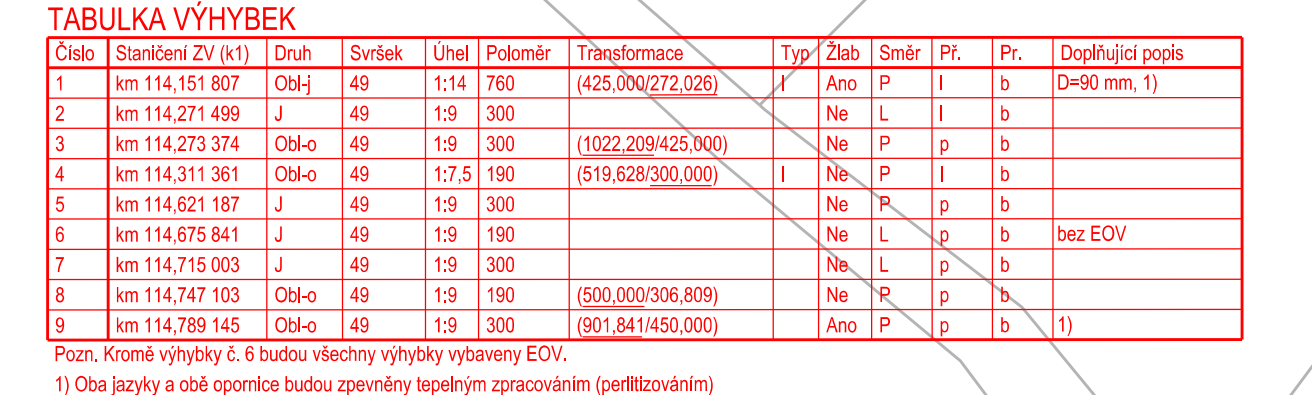 TABULKA VÝHYBEK
Číslo Staničení ZV (k1) Druh Svršek Úhel Poloměr Transformace Typ Žlab Směr Př. Pr. Doplňující popis
1 km 114,151 807 Obl-j 49 1:14 760 (425,000/272,026) I Ano P l b D=90 mm, 1)
2 km 114,271 499 J 49 1:9 300 Ne L l b
3 km 114,273 374 Obl-o 49 1:9 300 (1022,209/425,000) Ne P p b
4 km 114,311 361 Obl-o 49 1:7,5 190 (519,628/300,000) I Ne P l b
5 km 114,621 187 J 49 1:9 300 Ne P p b
6 km 114,675 841 J 49 1:9 190 Ne L p b bez EOV
7 km 114,715 003 J 49 1:9 300 Ne L p b
8 km 114,747 103 Obl-o 49 1:9 190 (500,000/306,809) Ne P p b
9 km 114,789 145 Obl-o 49 1:9 300 (901,841/450,000) Ano P p b 1)
Pozn. Kromě výhybky č. 6 budou všechny výhybky vybaveny EOV.
1) Oba jazyky a obě opornice budou zpevněny tepelným zpracováním (perlitizováním)